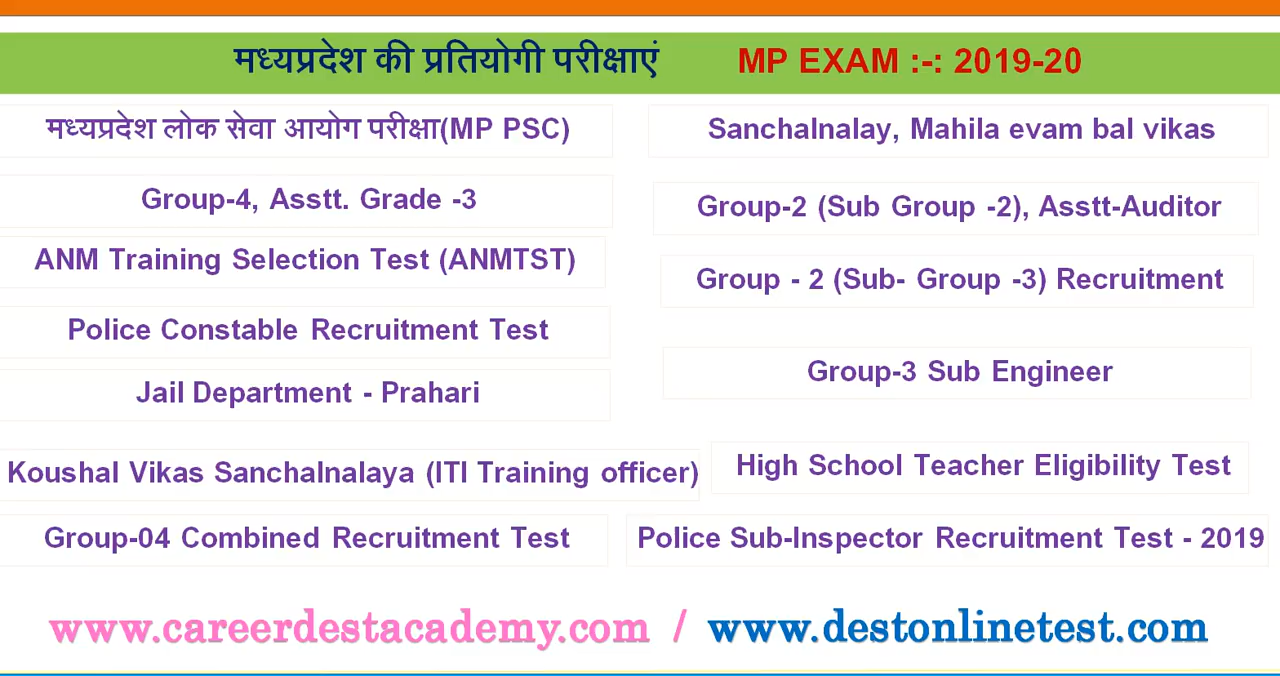 मध्यप्रदेश की प्रतियोगी परीक्षाएं MP EXAM :-: 2019-20
मध्यप्रदेश लोक सेवा आयोग परीक्षा(MP PSC)
Sanchalnalay, Mahila evam bal vikas
Group-4, Asstt. Grade -3
Group-2 (Sub Group -2), Asstt-Auditor
ANM Training Selection Test (ANMTST)
Group - 2 (Sub- Group -3) Recruitment
Police Constable Recruitment Test
Group-3 Sub Engineer
Jail Department - Prahari
Koushal Vikas Sanchalnalaya (ITI Training officer)
High School Teacher Eligibility Test
Group-04 Combined Recruitment Test
Police Sub-Inspector Recruitment Test - 2019
www.careerdestacademy.com / www.destonlinetest.com